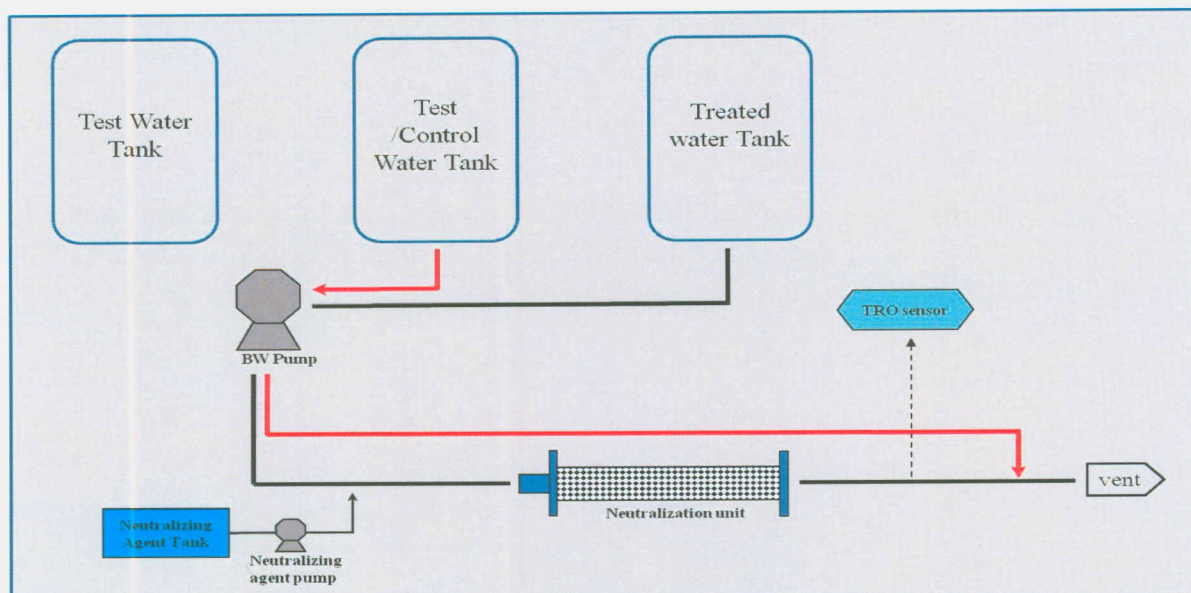 Test Water
Tank
Test
/Control
Water Tank
Treated
water Tank
TRO sensor
BW Pump
vent
Neutralization unit
Neutralizing
Agent Tank
Neutralizing
agent pump